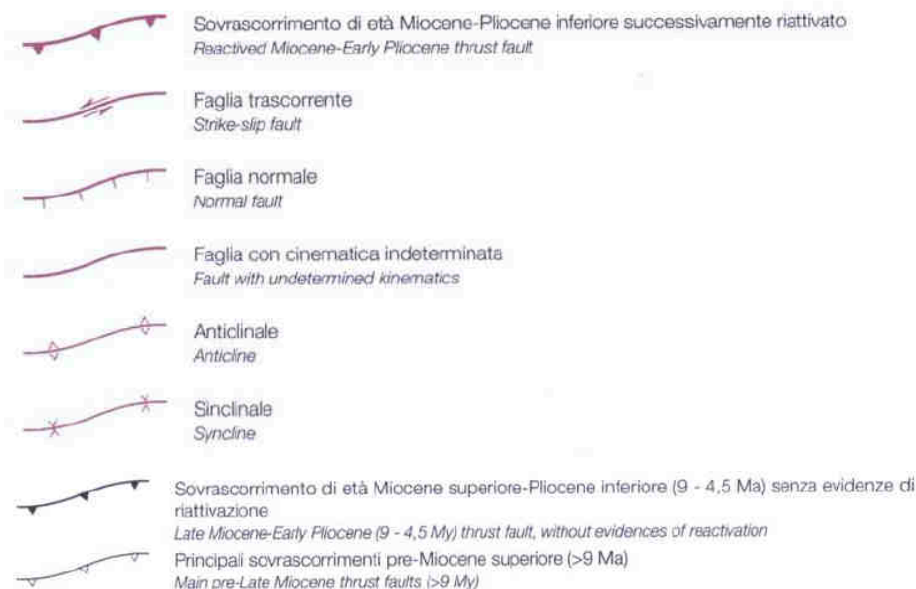 Sovrascorrimento di età Miocene-Pliocene inferiore successivamente riattivato
Reactived Miocene-Early Pliocene thrust fault
Faglia trascorrente
Strike-slip fault
Faglia normale
Normal fault
Faglia con cinematica indeterminata
Fault with undetermined kinematics
Anticlinale
Anticline
Sinclinale
Syncline
Sovrascorrimento di età Miocene superiore-Pliocene inferiore (9 - 4,5 Ma) senza evidenze di
riattivazione
Late Miocene-Early Pliocene (9 - 4,5 My) thrust fault, without evidences of reactivation
Principali sovrascorrimenti pre-Miocene superiore (>9 Ma)
Main pre-Late Miocene thrust faults (>9 My)